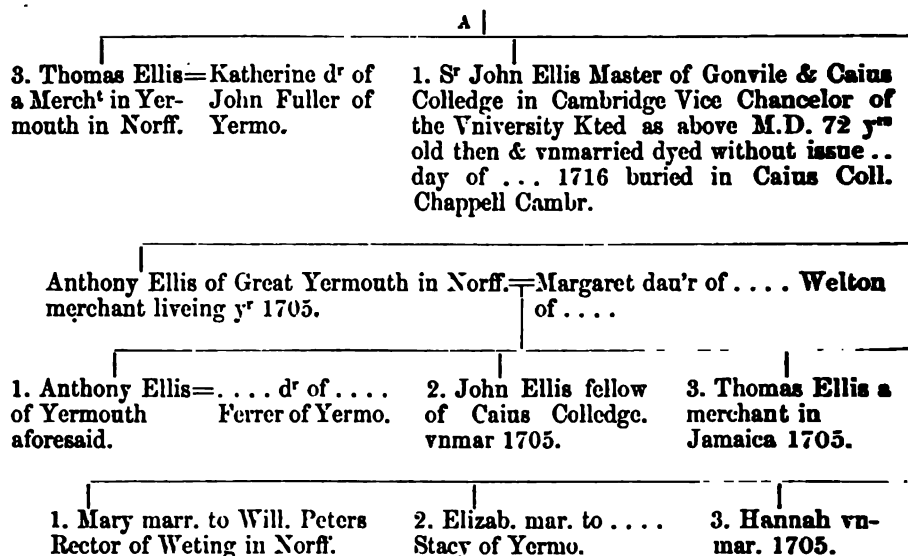 A
3. Thomas Ellis=Katherine dʳ of
a Merchᵗ in Yer- John Fuller of
mouth in Norff. Yermo.
1. Sʳ John Ellis Master of Gonvile & Caius
Colledge in Cambridge Vice Chancelor of
the Vniversity Kted as above M.D. 72 yʳˢ
old then & vnmarried dyed without issue ..
day of ... 1716 buried in Caius Coll.
Chappell Cambr.
Anthony Ellis of Great Yermouth in Norff.=Margaret dau'r of .... Welton
merchant liveing yʳ 1705. of ....
1. Anthony Ellis=.... dʳ of ....
of Yermouth Ferrer of Yermo.
aforesaid.
2. John Ellis fellow
of Caius Colledge.
vnmar 1705.
3. Thomas Ellis a
merchant in
Jamaica 1705.
1. Mary marr. to Will. Peters
Rector of Weting in Norff.
2. Elizab. mar. to ....
Stacy of Yermo.
3. Hannah vn-
mar. 1705.